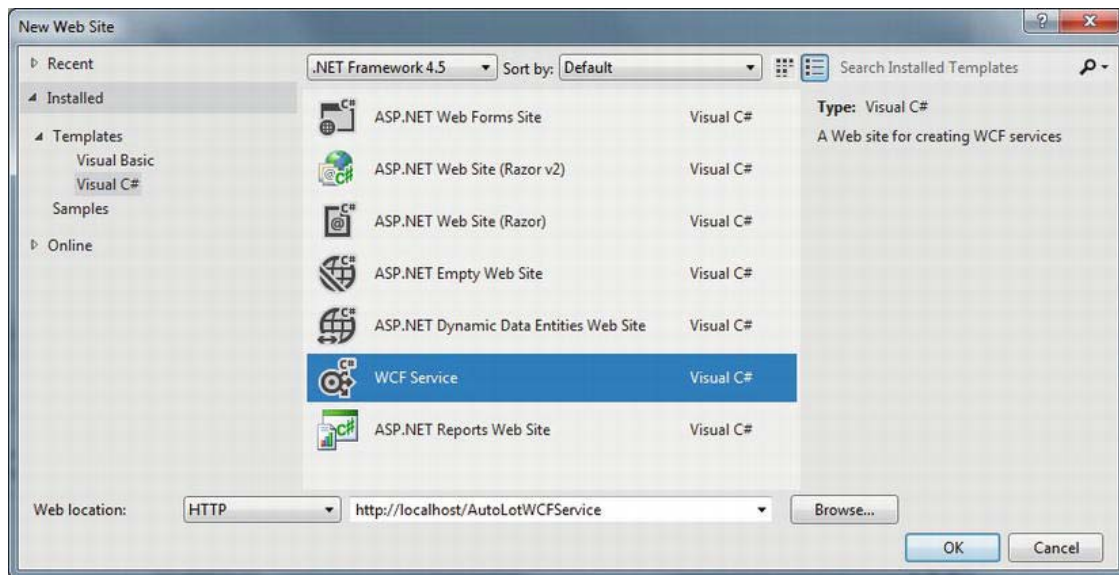 New Web Site
Recent
Installed
Templates
Visual Basic
Visual C#
Samples
Online
.NET Framework 4.5 Sort by: Default Search Installed Templates
ASP.NET Web Forms Site Visual C#
ASP.NET Web Site (Razor v2) Visual C#
ASP.NET Web Site (Razor) Visual C#
ASP.NET Empty Web Site Visual C#
ASP.NET Dynamic Data Entities Web Site Visual C#
WCF Service Visual C#
ASP.NET Reports Web Site Visual C#
Type: Visual C#
A Web site for creating WCF services
Web location: HTTP http://localhost/AutoLotWCFService Browse...
OK Cancel